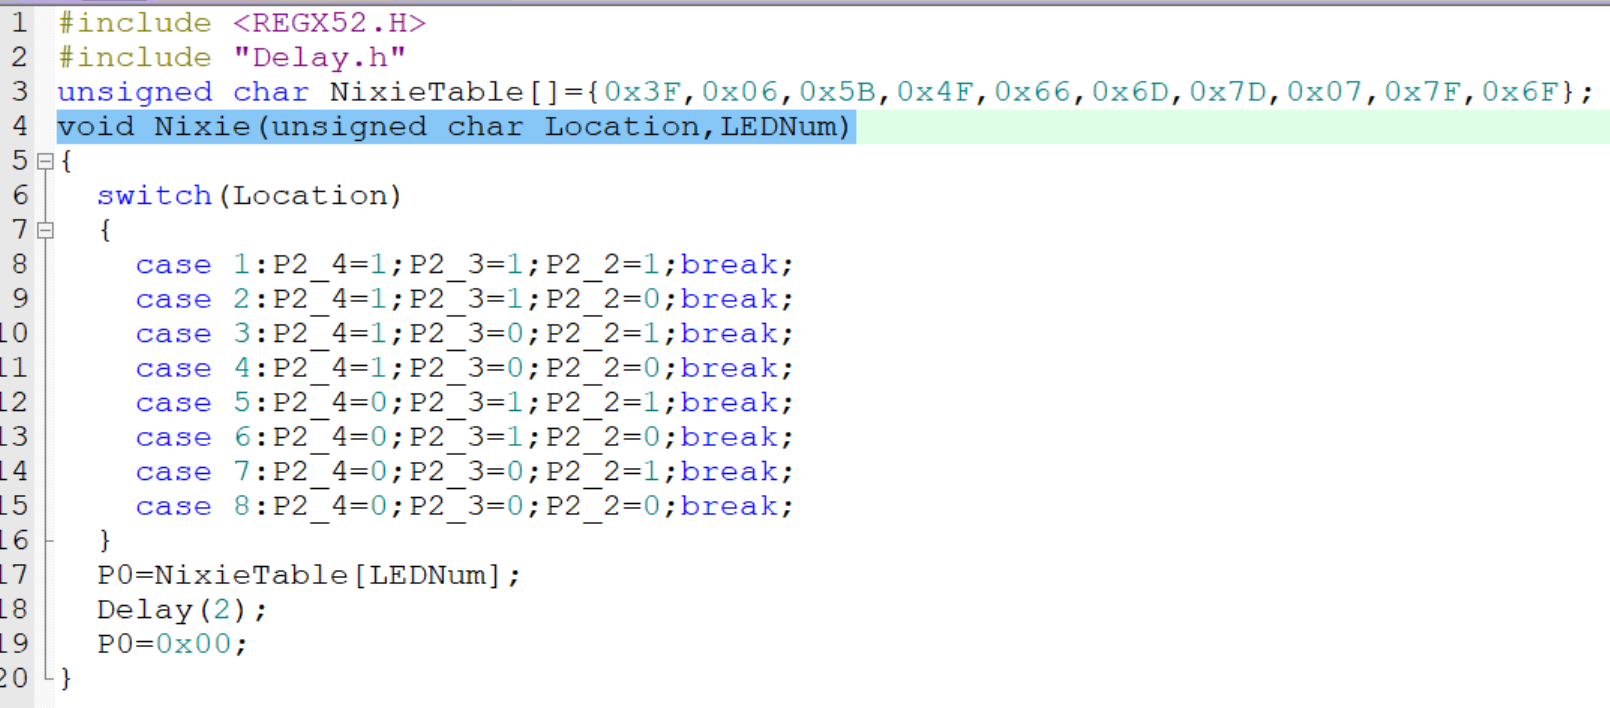 1 #include <REGX52.H>
2 #include "Delay.h"
3 unsigned char NixieTable[]={0x3F,0x06,0x5B,0x4F,0x66,0x6D,0x7D,0x07,0x7F,0x6F};
4 void Nixie(unsigned char Location,LEDNum)
5 {
6 switch(Location)
7 {
8 case 1:P2_4=1;P2_3=1;P2_2=1;break;
9 case 2:P2_4=1;P2_3=1;P2_2=0;break;
10 case 3:P2_4=1;P2_3=0;P2_2=1;break;
11 case 4:P2_4=1;P2_3=0;P2_2=0;break;
12 case 5:P2_4=0;P2_3=1;P2_2=1;break;
13 case 6:P2_4=0;P2_3=1;P2_2=0;break;
14 case 7:P2_4=0;P2_3=0;P2_2=1;break;
15 case 8:P2_4=0;P2_3=0;P2_2=0;break;
16 }
17 P0=NixieTable[LEDNum];
18 Delay(2);
19 P0=0x00;
20 }